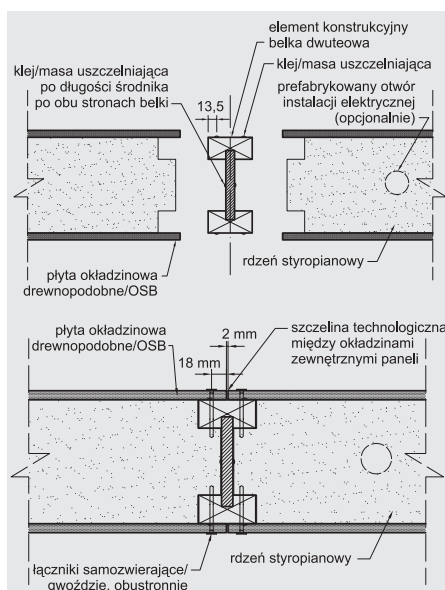 element konstrukcyjny
belka dwuteowa
klej/masa uszczelniająca
po długości środnika
po obu stronach belki
klej/masa uszczelniająca
13,5
prefabrykowany otwór
instalacji elektrycznej
(opcjonalnie)
płyta okładzinowa
drewnopodobne/OSB
rdzeń styropianowy
płyta okładzinowa
drewnopodobne/OSB
2 mm
18 mm
szczelina technologiczna
między okładzinami
zewnętrznymi paneli
łączniki samozwierające/
gwoździe, obustronnie
rdzeń styropianowy